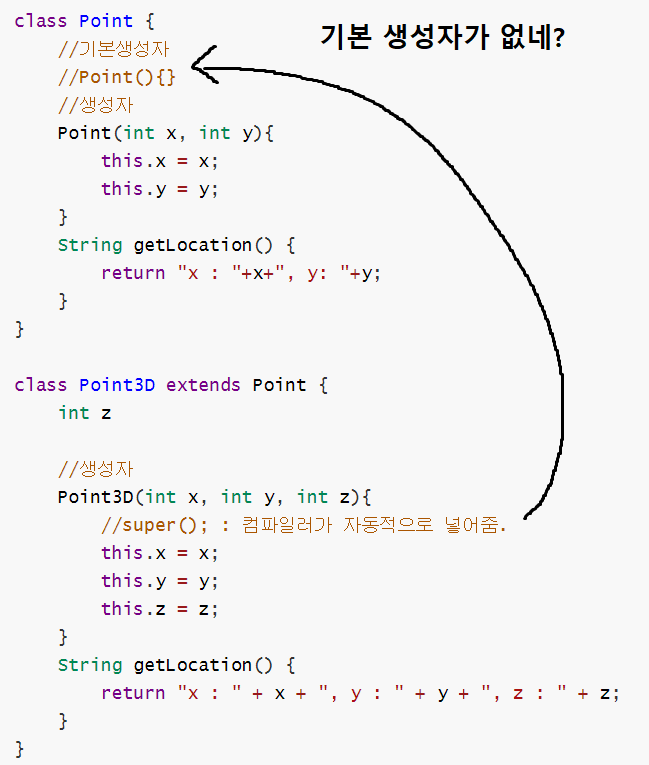 class Point {
기본 생성자가 없네?
    //기본생성자
    //Point(){}
    //생성자
    Point(int x, int y){
        this.x = x;
        this.y = y;
    }
    String getLocation() {
        return "x : "+x+", y: "+y;
    }
}
class Point3D extends Point {
    int z
    //생성자
    Point3D(int x, int y, int z){
        //super(); : 컴파일러가 자동적으로 넣어줌.
        this.x = x;
        this.y = y;
        this.z = z;
    }
    String getLocation() {
        return "x : " + x + ", y : " + y + ", z : " + z;
    }
}